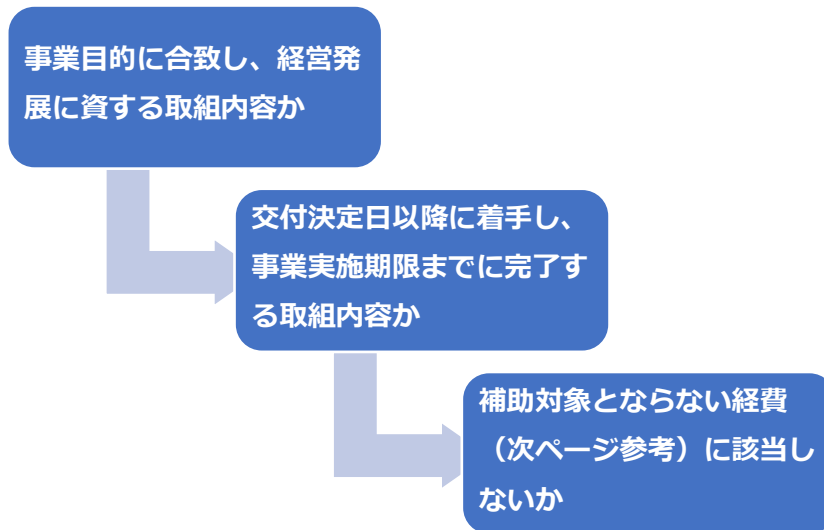 事業目的に合致し、経営発
展に資する取組内容か
交付決定日以降に着手し、
事業実施期限までに完了す
る取組内容か
補助対象とならない経費
（次ページ参考）に該当し
ないか